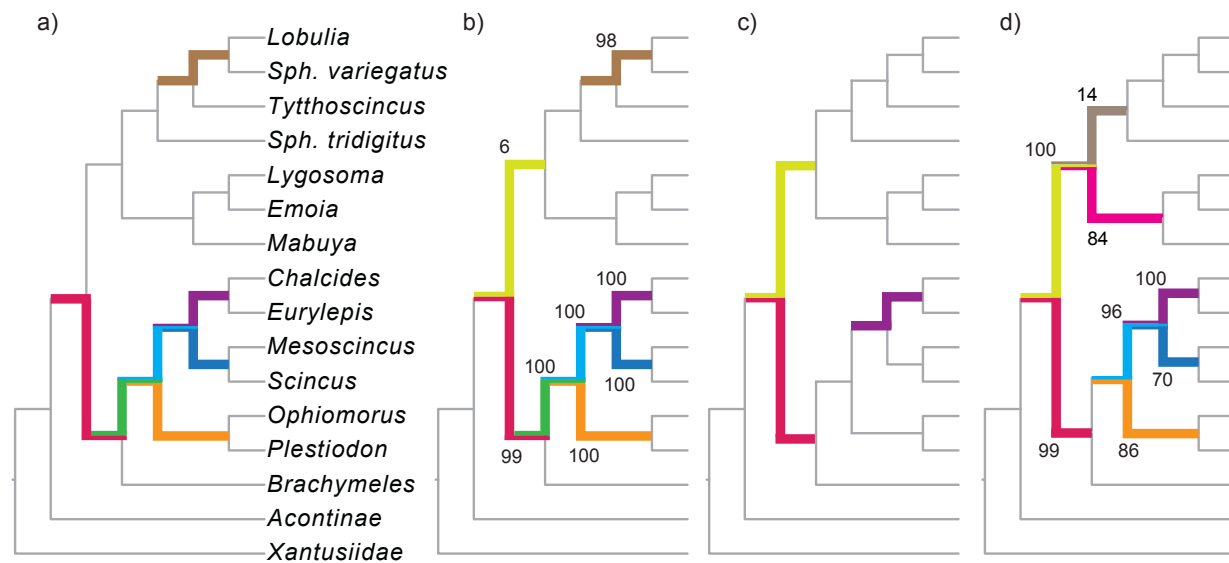 a)
b)
c)
d)
Lobulia
Sph. variegatus
Tytthoscincus
Sph. tridigitus
Lygosoma
Emoia
Mabuya
Chalcides
Eurylepis
Mesoscincus
Scincus
Ophiomorus
Plestiodon
Brachymeles
Acontinae
Xantusiidae
98
6
100
100
100
100
99
100
14
100
84
100
96
70
99
86